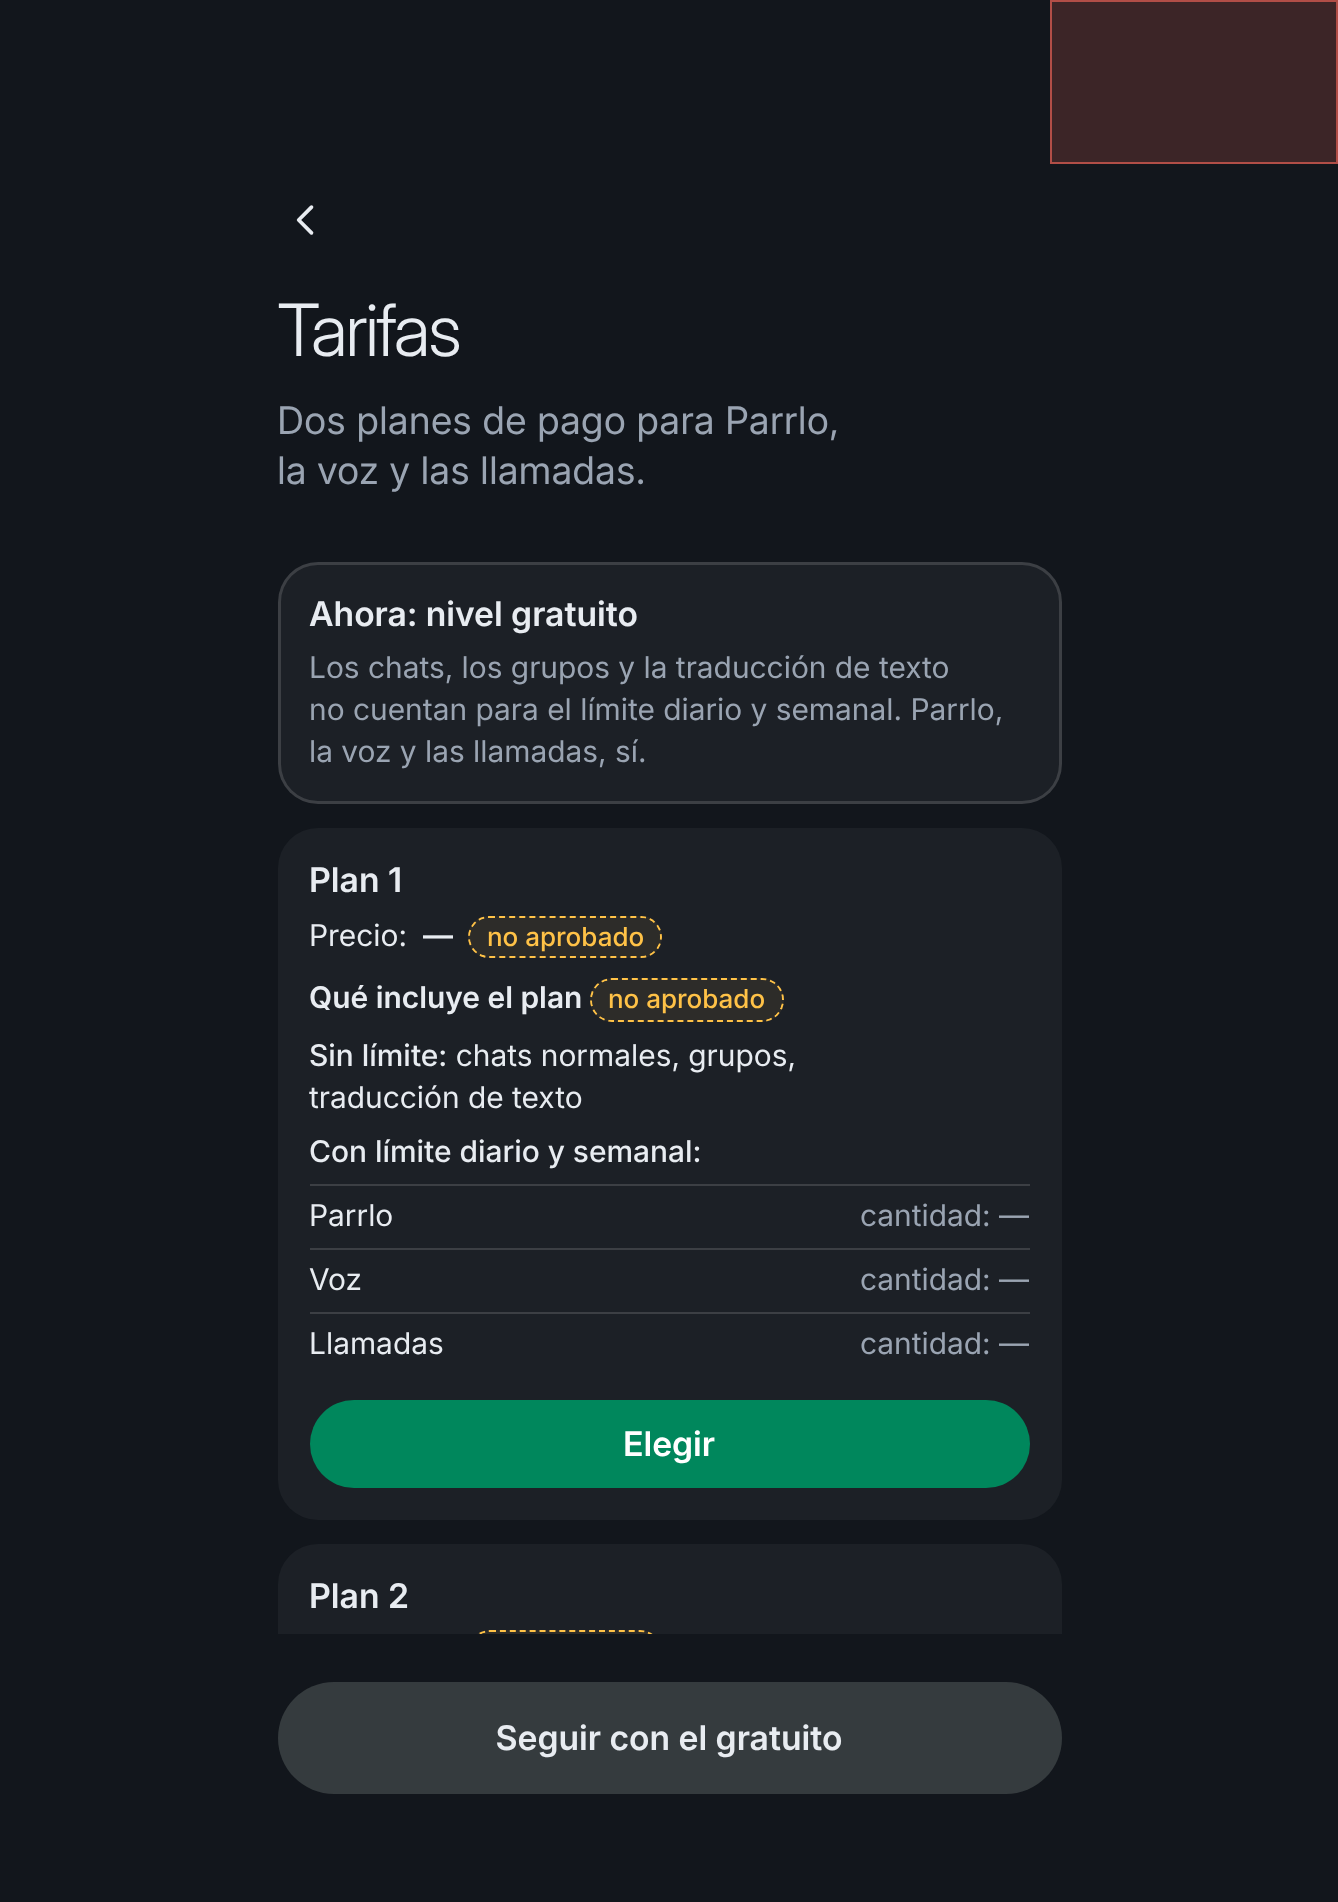 Tarifas
Dos planes de pago para Parrlo,
la voz y las llamadas.
Ahora: nivel gratuito
Los chats, los grupos y la traducción de texto
no cuentan para el límite diario y semanal. Parrlo,
la voz y las llamadas, sí.
Plan 1
Precio: — no aprobado
Qué incluye el plan no aprobado
Sin límite: chats normales, grupos,
traducción de texto
Con límite diario y semanal:
Parrlo cantidad: —
Voz cantidad: —
Llamadas cantidad: —
Elegir
Plan 2
Seguir con el gratuito